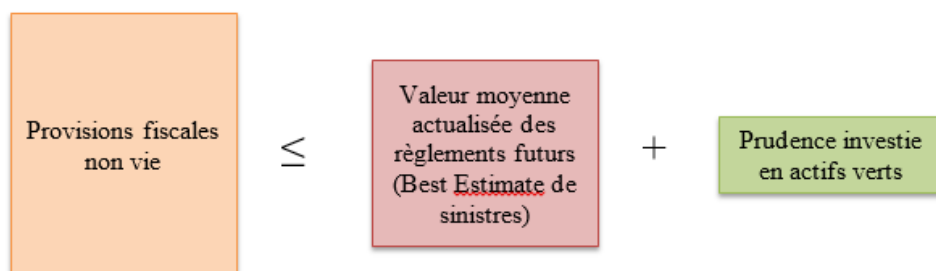 Provisions fiscales
non vie
≤
Valeur moyenne
actualisée des
règlements futurs
(Best Estimate de
sinistres)
+
Prudence investie
en actifs verts